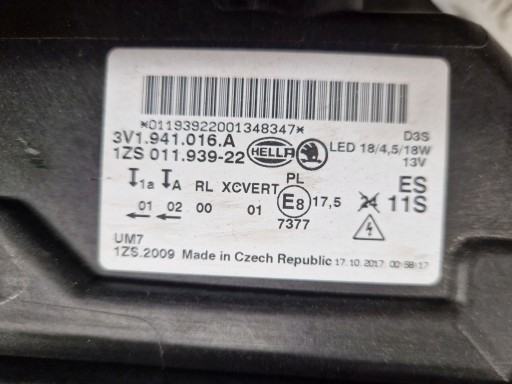 *01193922001348347*
3V1.941.016.A
1ZS 011.939-22
HELLA
D3S
LED 18/4,5/18W
13V
1a A RL XCVERT PL E8 17,5 24 ES
01 02 00 01 7377 11S
UM7
1ZS.2009 Made in Czech Republic 17.10.2017 00:58:17